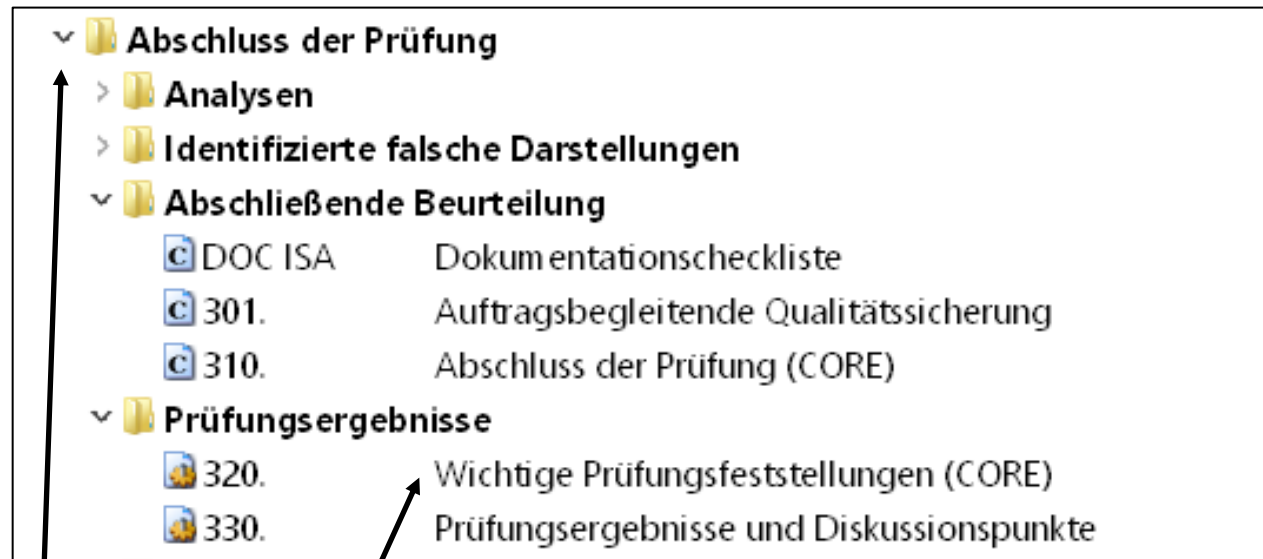 Abschluss der Prüfung
Analysen
Identifizierte falsche Darstellungen
Abschließende Beurteilung
DOC ISA Dokumentationscheckliste
301. Auftragsbegleitende Qualitätssicherung
310. Abschluss der Prüfung (CORE)
Prüfungsergebnisse
320. Wichtige Prüfungsfeststellungen (CORE)
330. Prüfungsergebnisse und Diskussionspunkte